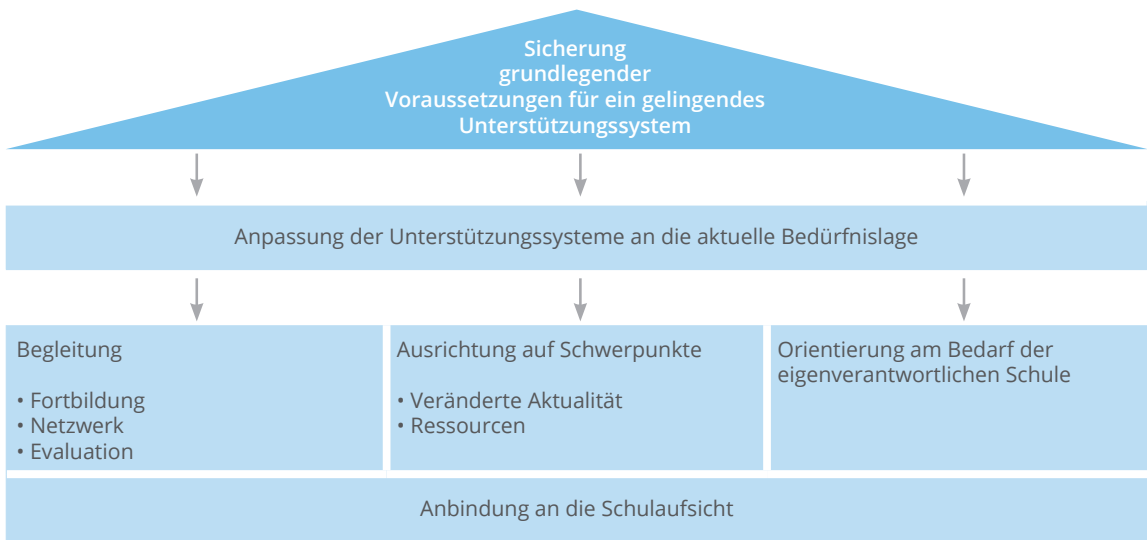 Sicherung
grundlegender
Voraussetzungen für ein gelingendes
Unterstützungssystem
Anpassung der Unterstützungssysteme an die aktuelle Bedürfnislage
Begleitung
• Fortbildung
• Netzwerk
• Evaluation
Ausrichtung auf Schwerpunkte
• Veränderte Aktualität
• Ressourcen
Orientierung am Bedarf der
eigenverantwortlichen Schule
Anbindung an die Schulaufsicht